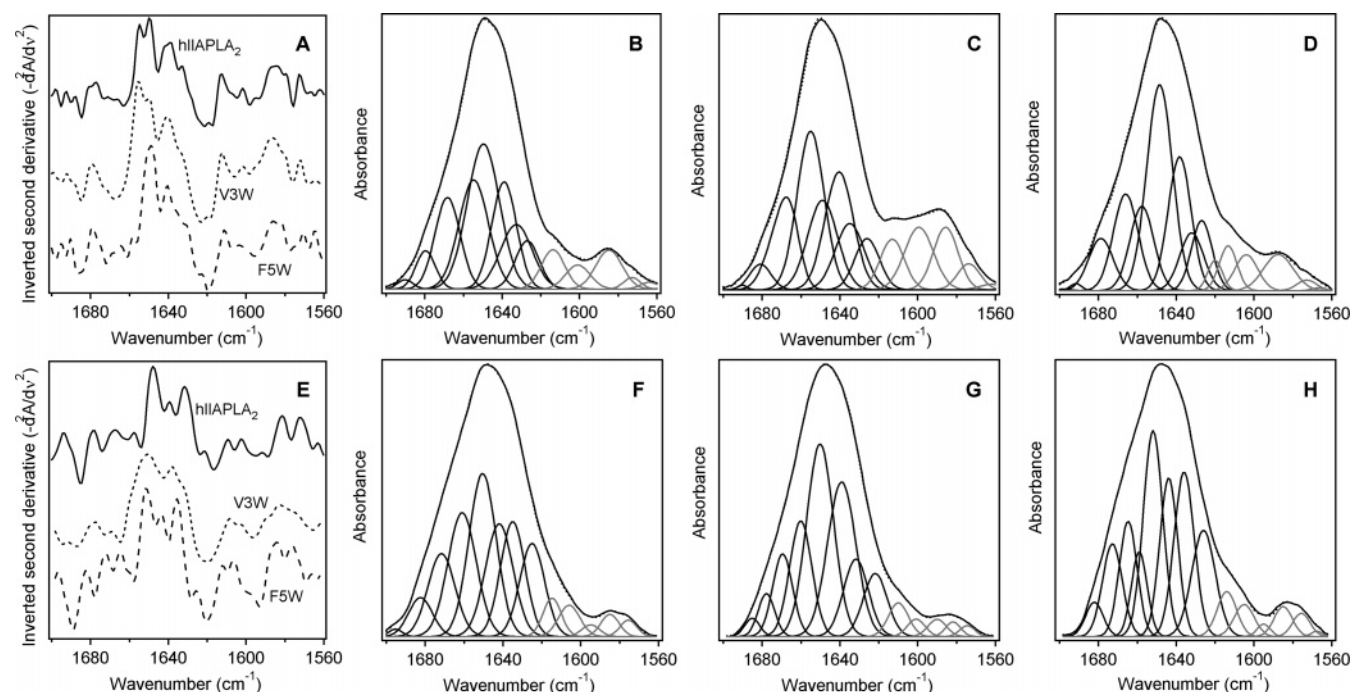 A
hIIAPLA₂
V3W
F5W
Inverted second derivative (-d²A/dν²)
1680 1640 1600 1560
Wavenumber (cm⁻¹)
B
Absorbance
1680 1640 1600 1560
Wavenumber (cm⁻¹)
C
Absorbance
1680 1640 1600 1560
Wavenumber (cm⁻¹)
D
Absorbance
1680 1640 1600 1560
Wavenumber (cm⁻¹)
E
hIIAPLA₂
V3W
F5W
Inverted second derivative (-d²A/dν²)
1680 1640 1600 1560
Wavenumber (cm⁻¹)
F
Absorbance
1680 1640 1600 1560
Wavenumber (cm⁻¹)
G
Absorbance
1680 1640 1600 1560
Wavenumber (cm⁻¹)
H
Absorbance
1680 1640 1600 1560
Wavenumber (cm⁻¹)